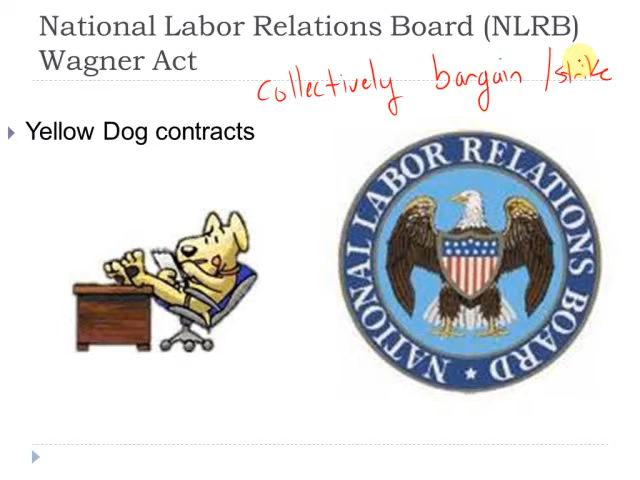 National Labor Relations Board (NLRB)
Wagner Act
collectively bargain / strike
Yellow Dog contracts
NATIONAL LABOR RELATIONS BOARD